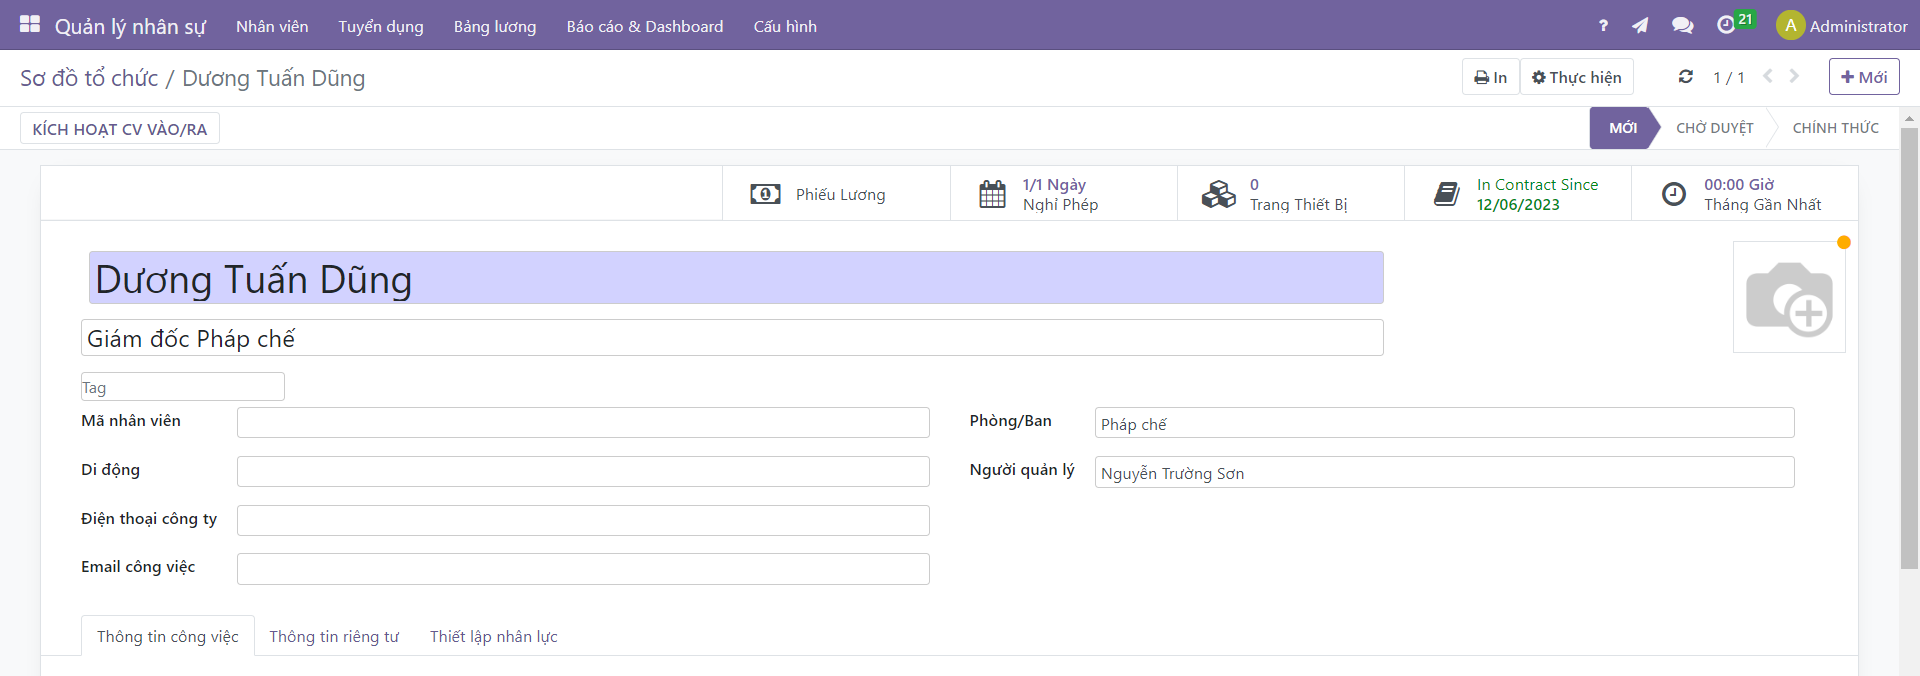 Quản lý nhân sự Nhân viên Tuyển dụng Bảng lương Báo cáo & Dashboard Cấu hình ? 21 A Administrator
Sơ đồ tổ chức / Dương Tuấn Dũng In Thực hiện 1 / 1 Mới
KÍCH HOẠT CV VÀO/RA MỚI CHỜ DUYỆT CHÍNH THỨC
Phiếu Lương
1/1 Ngày
Nghỉ Phép
0
Trang Thiết Bị
In Contract Since
12/06/2023
00:00 Giờ
Tháng Gần Nhất
Dương Tuấn Dũng
Giám đốc Pháp chế
Tag
Mã nhân viên
Phòng/Ban Pháp chế
Di động
Người quản lý Nguyễn Trường Sơn
Điện thoại công ty
Email công việc
Thông tin công việc Thông tin riêng tư Thiết lập nhân lực